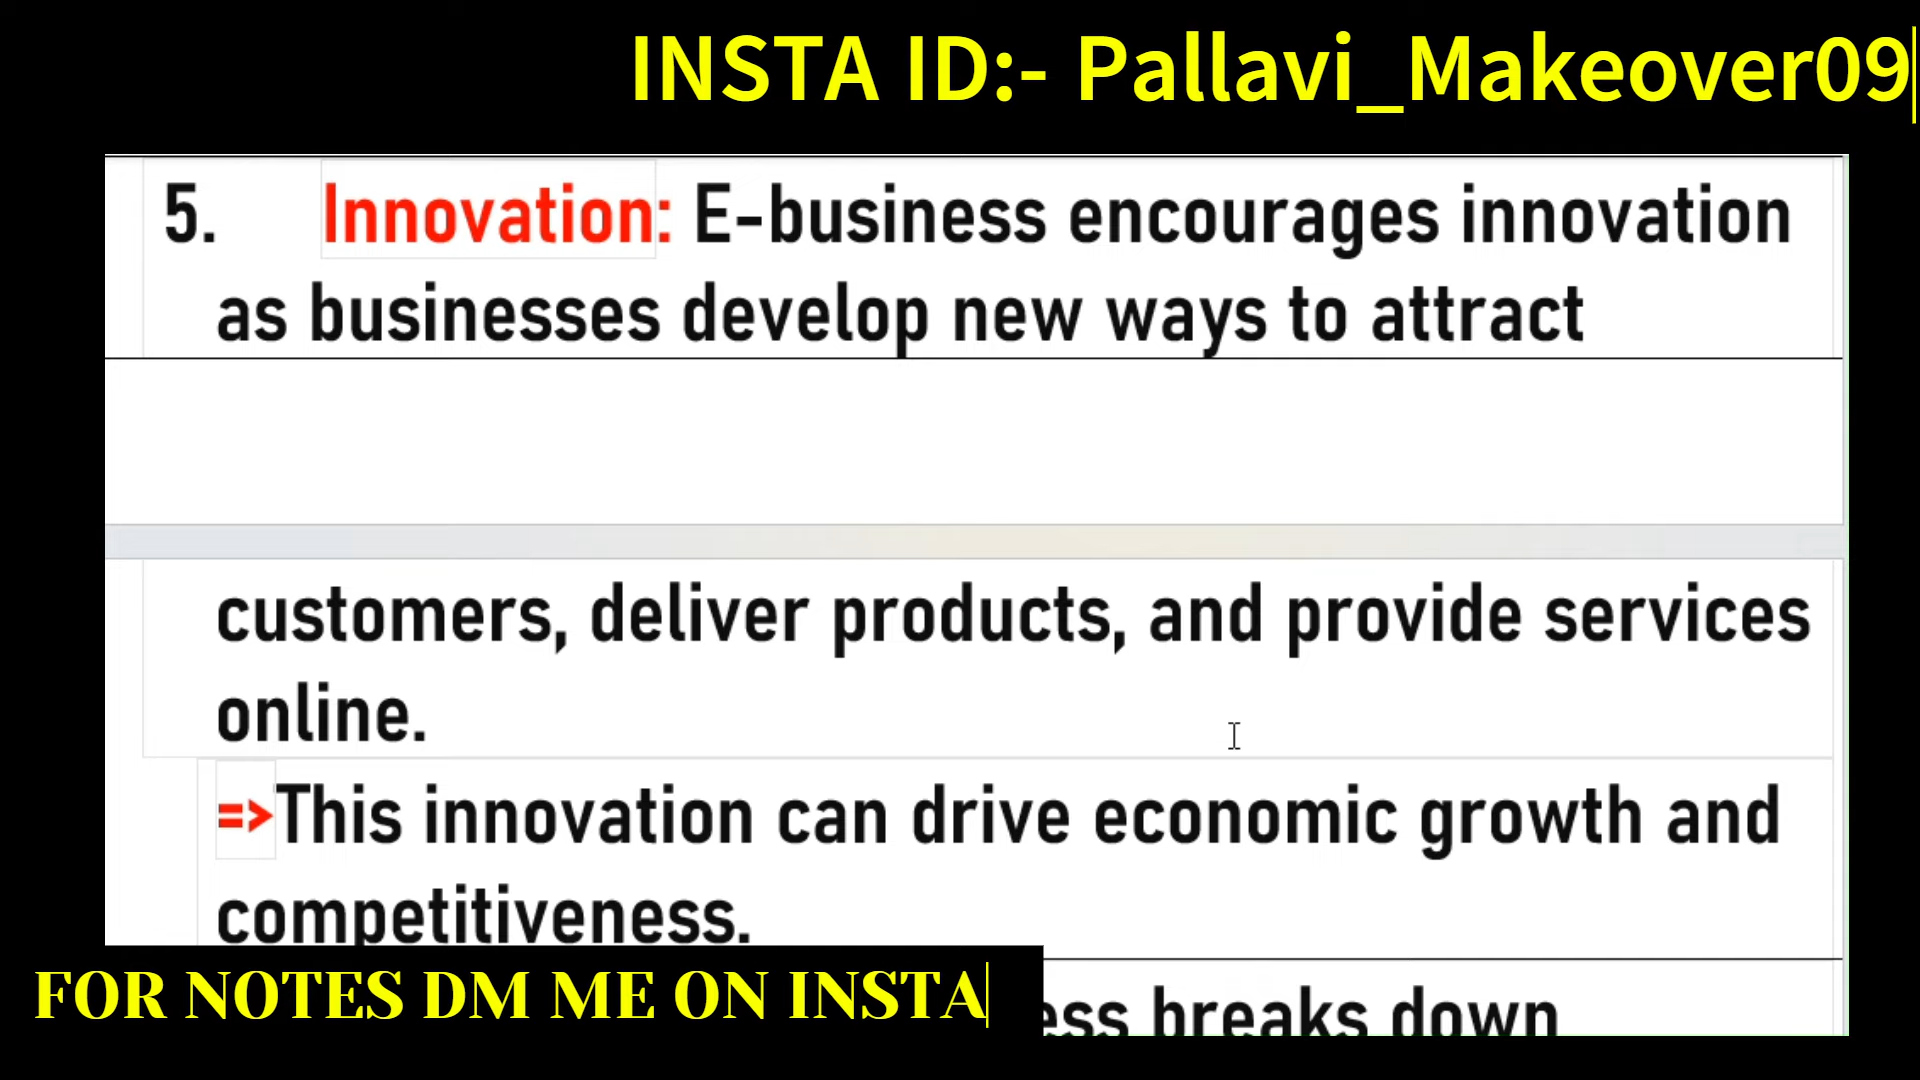 INSTA ID:- Pallavi_Makeover09
5. Innovation: E-business encourages innovation
as businesses develop new ways to attract
customers, deliver products, and provide services
online.
=>This innovation can drive economic growth and
competitiveness.
breaks down
FOR NOTES DM ME ON INSTA